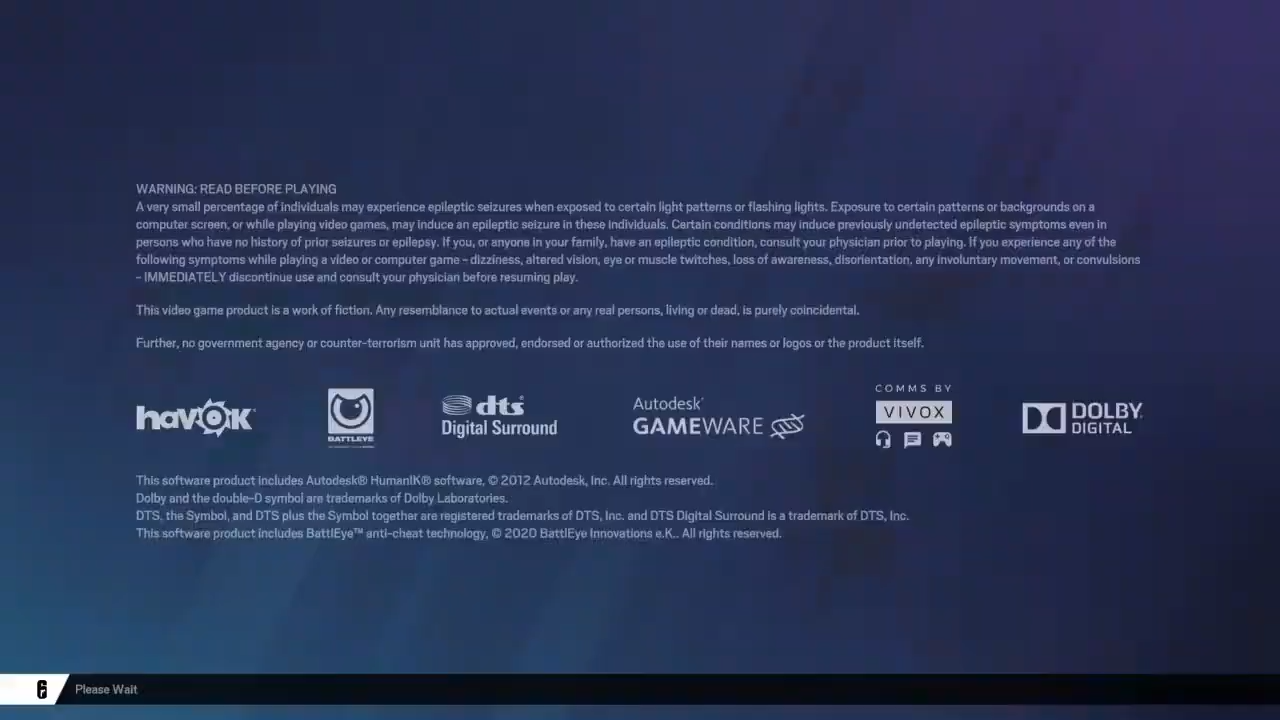 WARNING: READ BEFORE PLAYING
A very small percentage of individuals may experience epileptic seizures when exposed to certain light patterns or flashing lights. Exposure to certain patterns or backgrounds on a
computer screen, or while playing video games, may induce an epileptic seizure in these individuals. Certain conditions may induce previously undetected epileptic symptoms even in
persons who have no history of prior seizures or epilepsy. If you, or anyone in your family, have an epileptic condition, consult your physician prior to playing. If you experience any of the
following symptoms while playing a video or computer game - dizziness, altered vision, eye or muscle twitches, loss of awareness, disorientation, any involuntary movement, or convulsions
- IMMEDIATELY discontinue use and consult your physician before resuming play.
This video game product is a work of fiction. Any resemblance to actual events or any real persons, living or dead, is purely coincidental.
Further, no government agency or counter-terrorism unit has approved, endorsed or authorized the use of their names or logos or the product itself.
havok
BATTLEYE
dts
Digital Surround
Autodesk
GAMEWARE
COMMS BY
VIVOX
DOLBY
DIGITAL
This software product includes Autodesk® HumanIK® software, © 2012 Autodesk, Inc. All rights reserved.
Dolby and the double-D symbol are trademarks of Dolby Laboratories.
DTS, the Symbol, and DTS plus the Symbol together are registered trademarks of DTS, Inc. and DTS Digital Surround is a trademark of DTS, Inc.
This software product includes BattlEye™ anti-cheat technology, © 2020 BattlEye Innovations e.K.. All rights reserved.
6
Please Wait